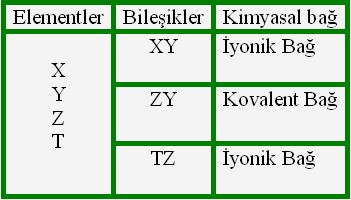 Elementler Bileşikler Kimyasal bağ
X
Y
Z
T
XY İyonik Bağ
ZY Kovalent Bağ
TZ İyonik Bağ